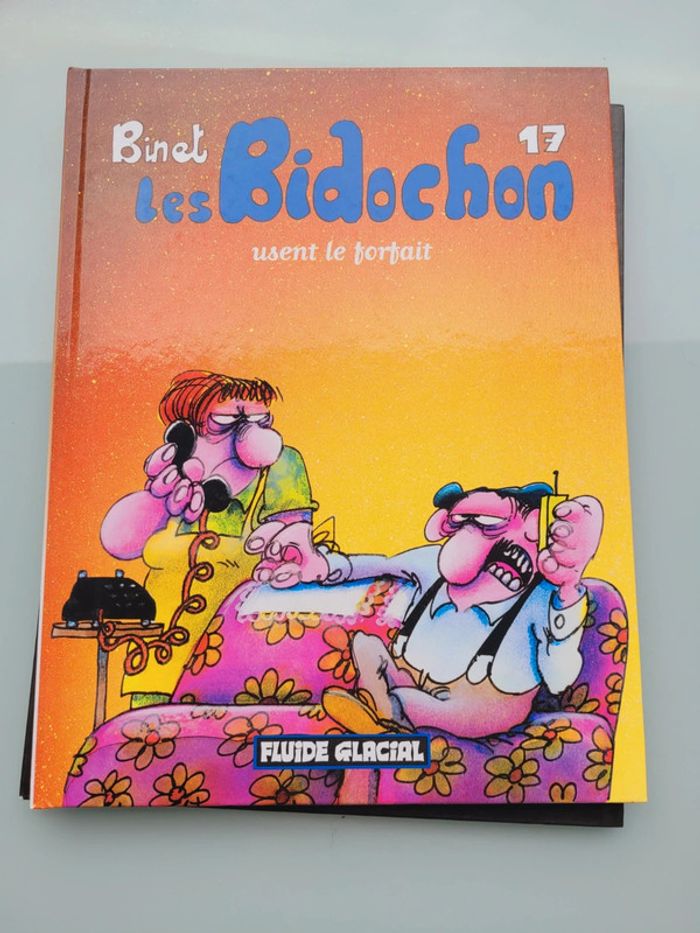 Binet
17
les Bidochon
usent le forfait
FLUIDE GLACIAL